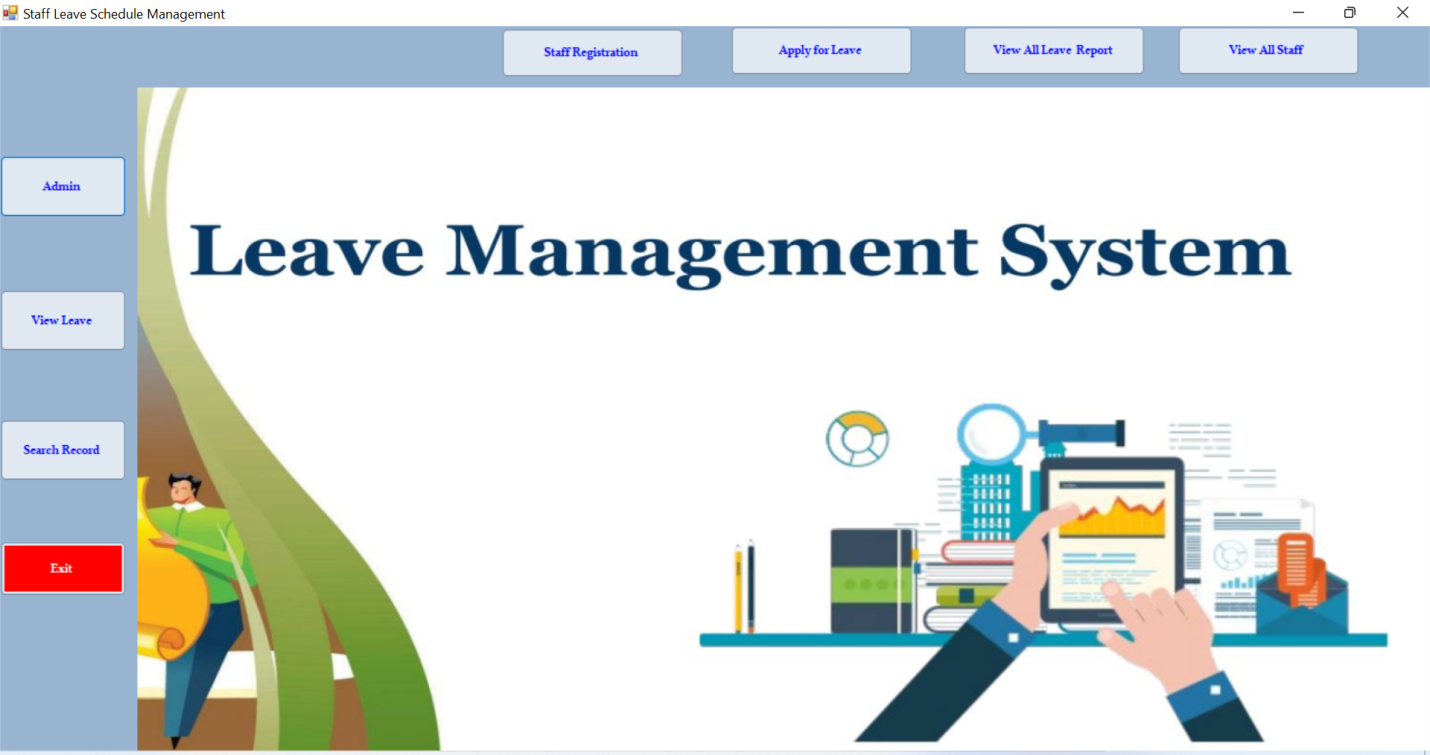 Staff Leave Schedule Management
Staff Registration
Apply for Leave
View All Leave Report
View All Staff
Admin
Leave Management System
View Leave
Search Record
Exit